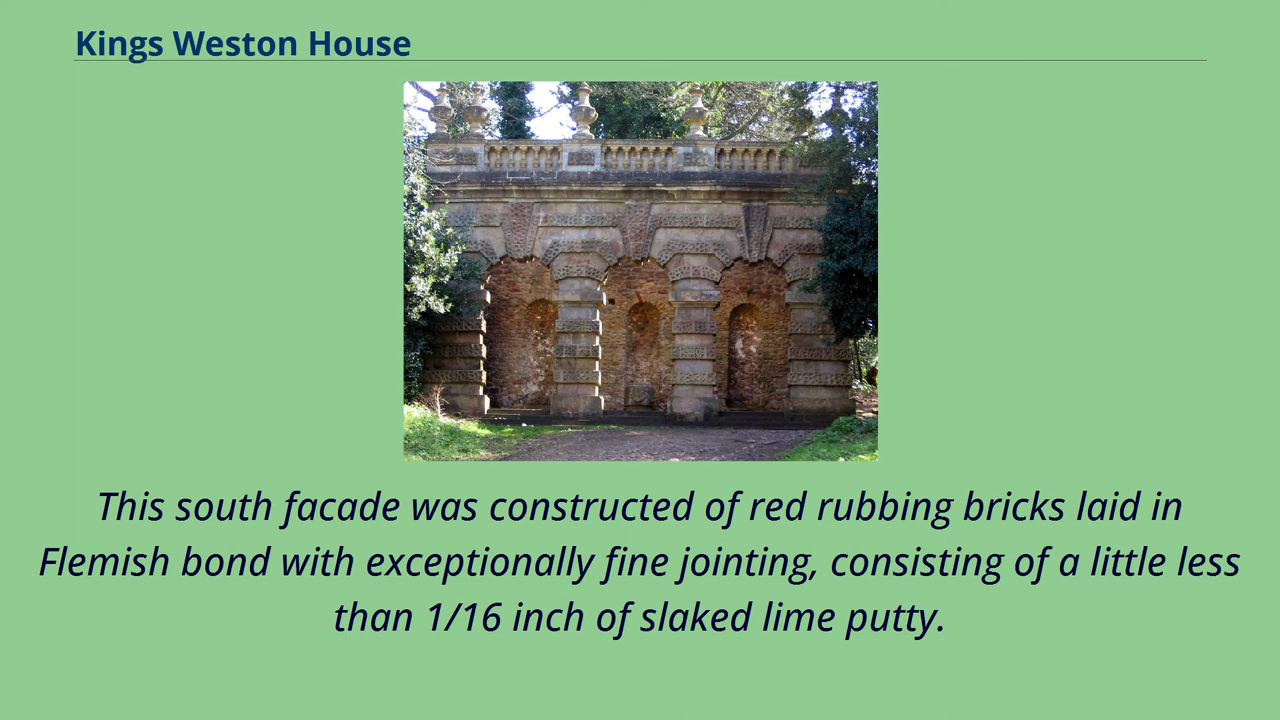 Kings Weston House
This south facade was constructed of red rubbing bricks laid in
Flemish bond with exceptionally fine jointing, consisting of a little less
than 1/16 inch of slaked lime putty.